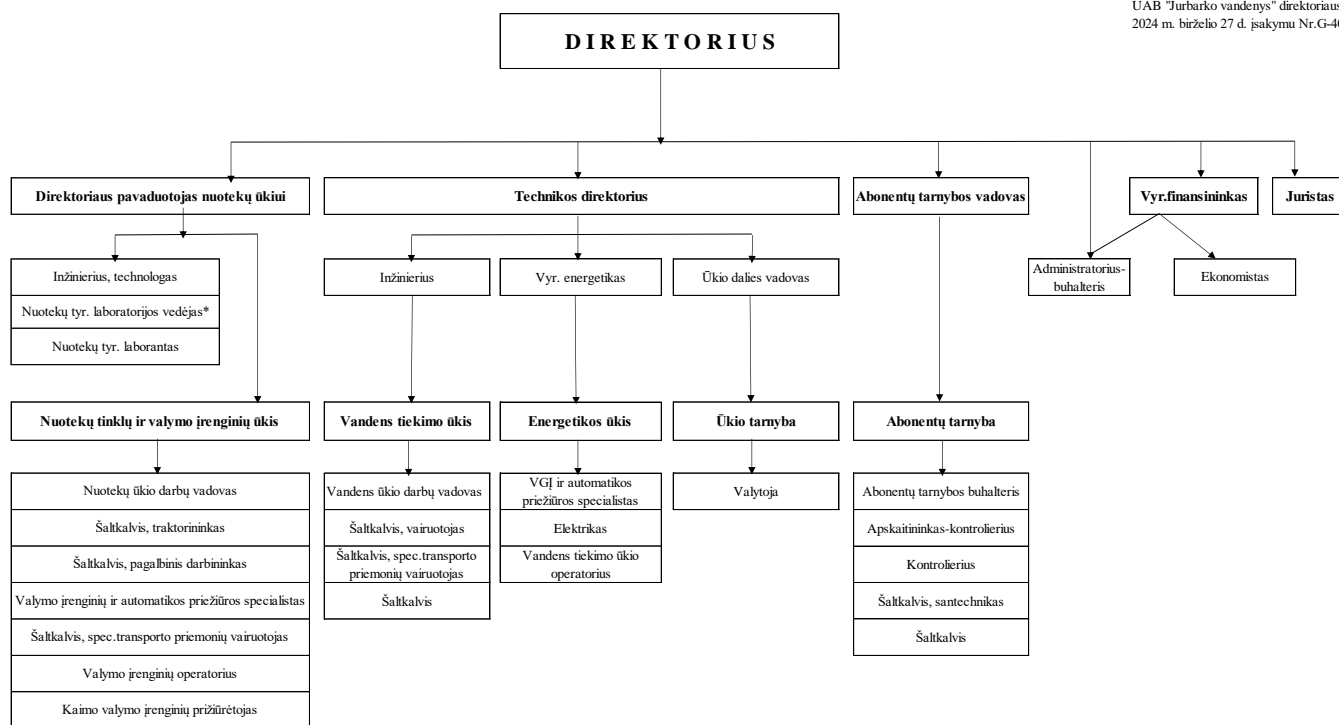 UAB "Jurbarko vandenys" direktoriaus
2024 m. birželio 27 d. įsakymu Nr.G-40
DIREKTORIUS
Direktoriaus pavaduotojas nuotekų ūkiui
Technikos direktorius
Abonentų tarnybos vadovas
Vyr.finansininkas
Juristas
Inžinierius, technologas
Nuotekų tyr. laboratorijos vedėjas*
Nuotekų tyr. laborantas
Inžinierius
Vyr. energetikas
Ūkio dalies vadovas
Administratorius-
buhalteris
Ekonomistas
Nuotekų tinklų ir valymo įrenginių ūkis
Vandens tiekimo ūkis
Energetikos ūkis
Ūkio tarnyba
Abonentų tarnyba
Nuotekų ūkio darbų vadovas
Šaltkalvis, traktorininkas
Šaltkalvis, pagalbinis darbininkas
Valymo įrenginių ir automatikos priežiūros specialistas
Šaltkalvis, spec.transporto priemonių vairuotojas
Valymo įrenginių operatorius
Kaimo valymo įrenginių prižiūrėtojas
Vandens ūkio darbų vadovas
Šaltkalvis, vairuotojas
Šaltkalvis, spec.transporto
priemonių vairuotojas
Šaltkalvis
VGĮ ir automatikos
priežiūros specialistas
Elektrikas
Vandens tiekimo ūkio
operatorius
Valytoja
Abonentų tarnybos buhalteris
Apskaitininkas-kontrolierius
Kontrolierius
Šaltkalvis, santechnikas
Šaltkalvis